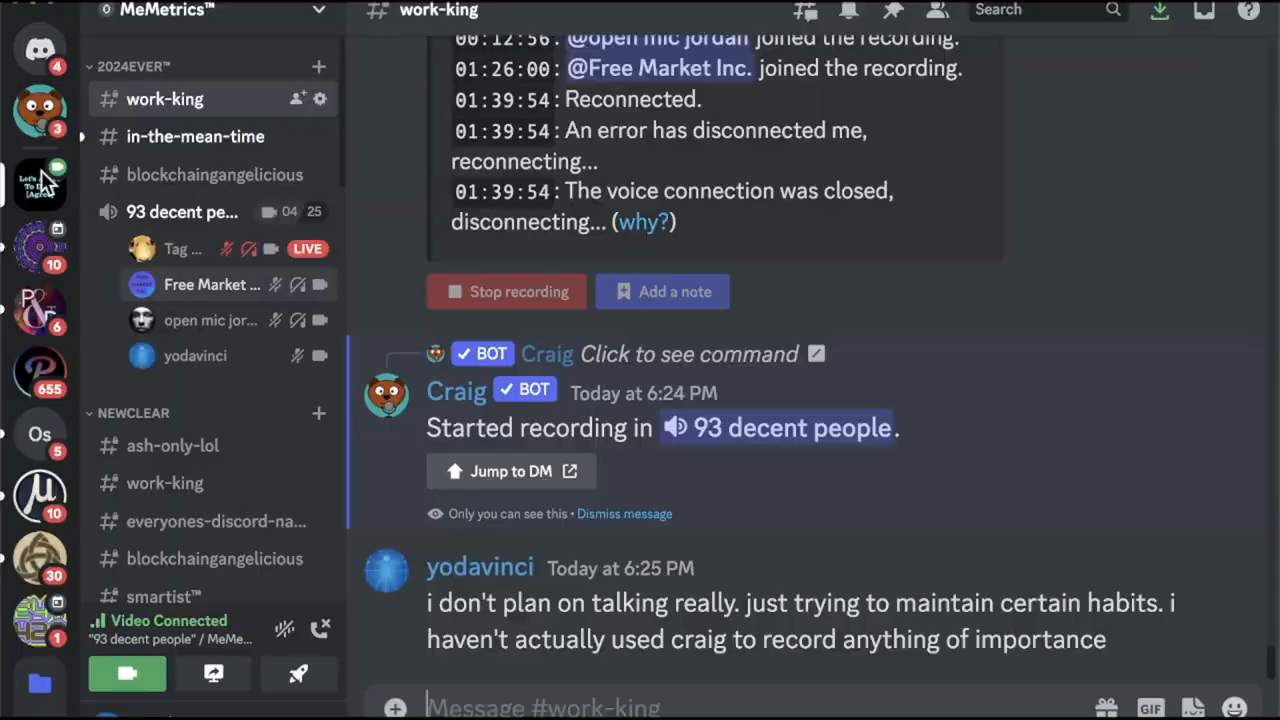 MeMetrics™
work-king
Search
4
2024EVER™
00:12:56: @open mic jordan joined the recording.
work-king
01:26:00: @Free Market Inc. joined the recording.
3
in-the-mean-time
01:39:54: Reconnected.
01:39:54: An error has disconnected me,
reconnecting...
blockchaingangelicious
01:39:54: The voice connection was closed,
disconnecting... (why?)
93 decent pe... 04 25
Tag ... LIVE
10
Free Market ...
Stop recording
Add a note
open mic jor...
P&F
6
yodavinci
BOT Craig Click to see command
655
Craig BOT Today at 6:24 PM
NEWCLEAR
Started recording in 93 decent people.
Os
5
ash-only-lol
Jump to DM
work-king
μ
10
Only you can see this • Dismiss message
everyones-discord-na...
blockchaingangelicious
30
yodavinci Today at 6:25 PM
smartist™
i don't plan on talking really. just trying to maintain certain habits. i
haven't actually used craig to record anything of importance
1
Video Connected
"93 decent people" / MeMe...
Message #work-king
GIF